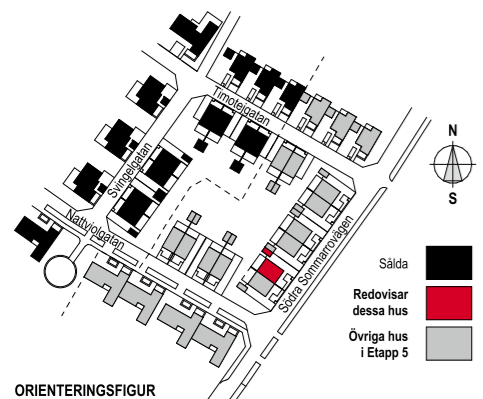 Timotejgatan
Svingelgatan
Nattviolgatan
Södra Sommarrovägen
N
S
Sålda
Redovisar
dessa hus
Övriga hus
i Etapp 5
ORIENTERINGSFIGUR